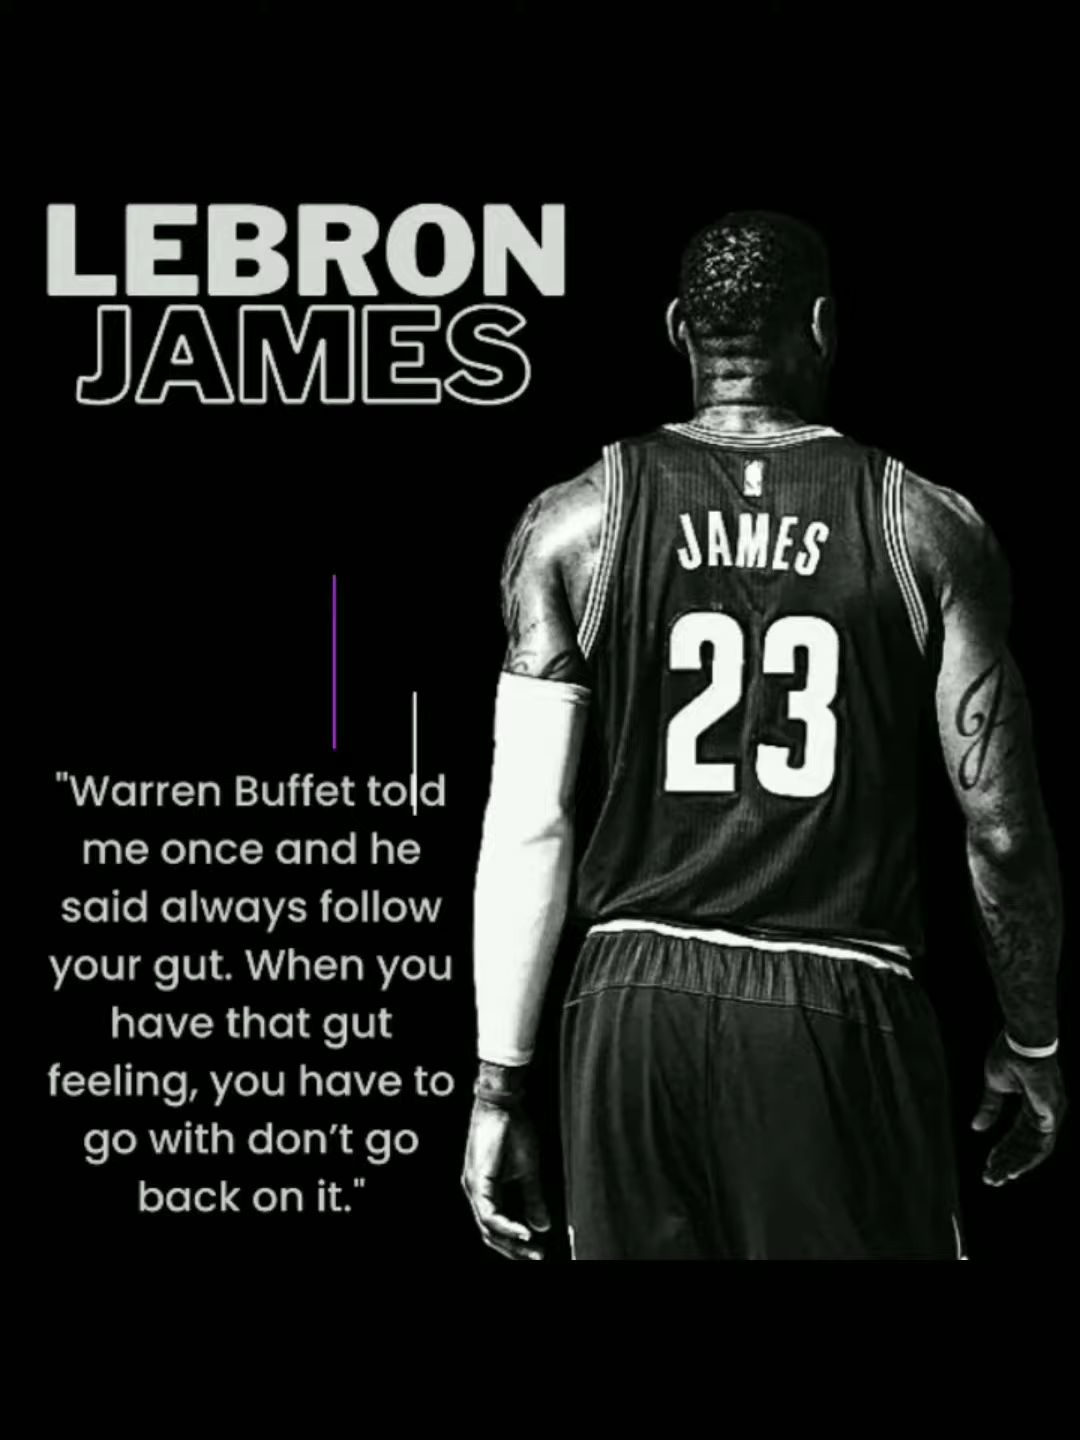 LEBRON
JAMES
JAMES
23
"Warren Buffet told
me once and he
said always follow
your gut. When you
have that gut
feeling, you have to
go with don’t go
back on it."